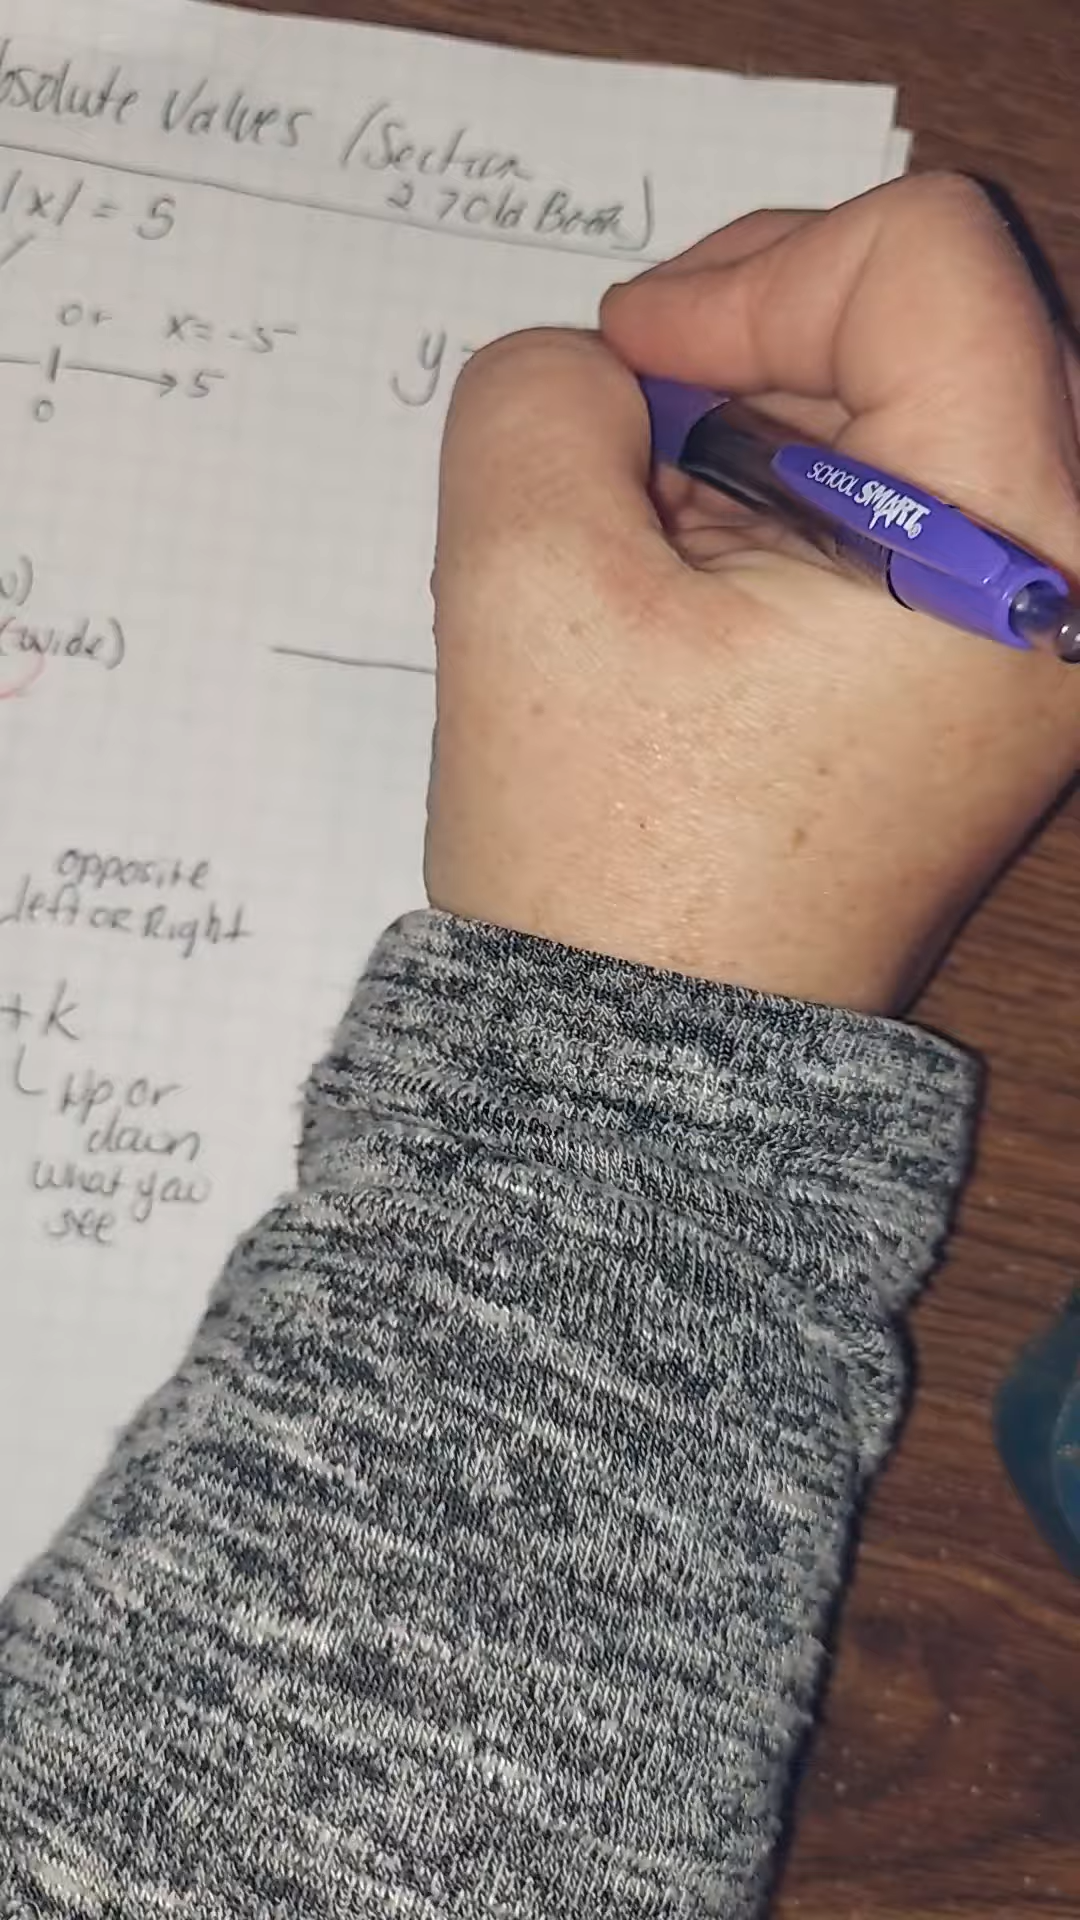 bsolute Values (Section
2.7 Old Book)
|x| = 5
or x = -5
5
0
y =
(wide)
opposite
left or Right
+ k
up or
down
what you
see
SCHOOL SMART